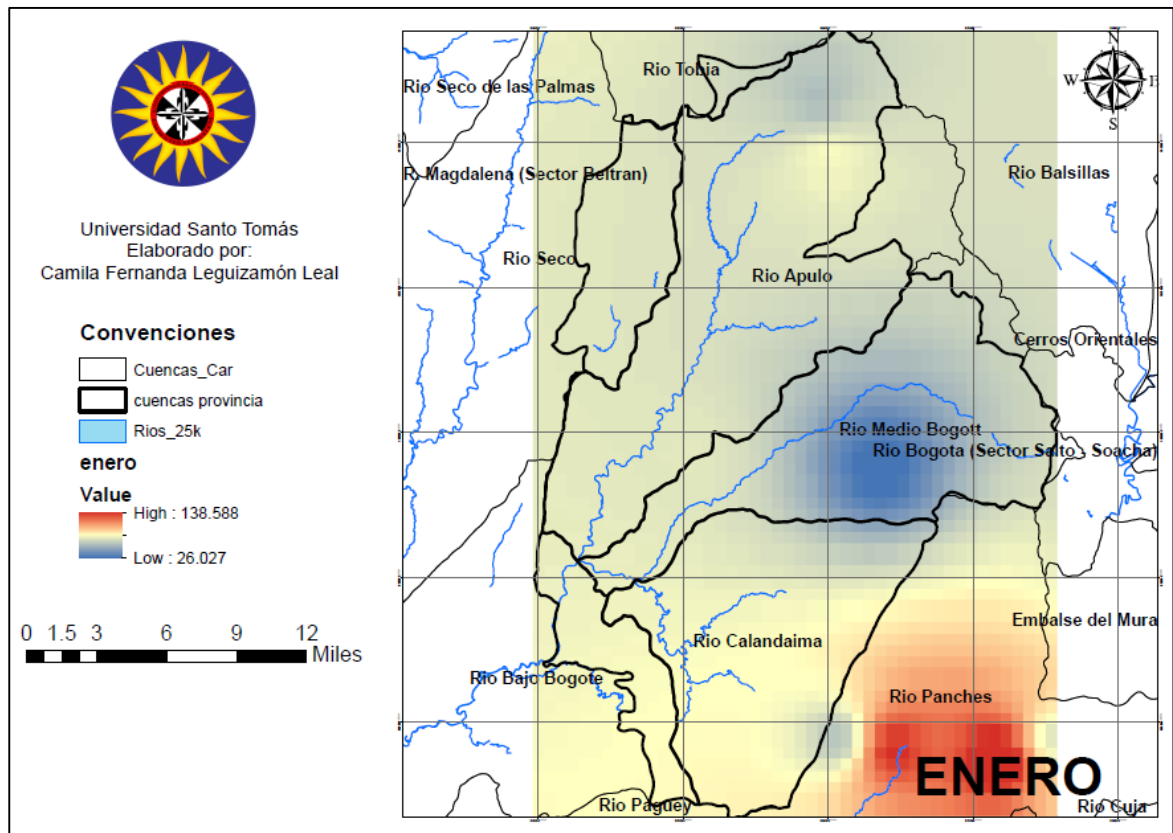 Universidad Santo Tomás
Elaborado por:
Camila Fernanda Leguizamón Leal
Convenciones
Cuencas_Car
cuencas provincia
Rios_25k
enero
Value
High : 138.588
Low : 26.027
0 1.5 3 6 9 12
Miles
N
W E
S
Rio Tobia
Rio Seco de las Palmas
R. Magdalena (Sector Beltran)
Rio Balsillas
Rio Seco
Rio Apulo
Cerros Orientales
Rio Medio Bogott
Rio Bogota (Sector Salto - Soacha)
Embalse del Mura
Rio Calandaima
Rio Bajo Bogote
Rio Panches
ENERO
Rio Paguey
Rio Cuja